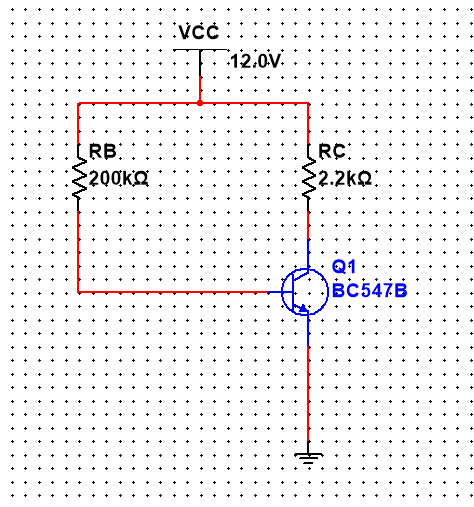 VCC
12.0V
RB
200kΩ
RC
2.2kΩ
Q1
BC547B